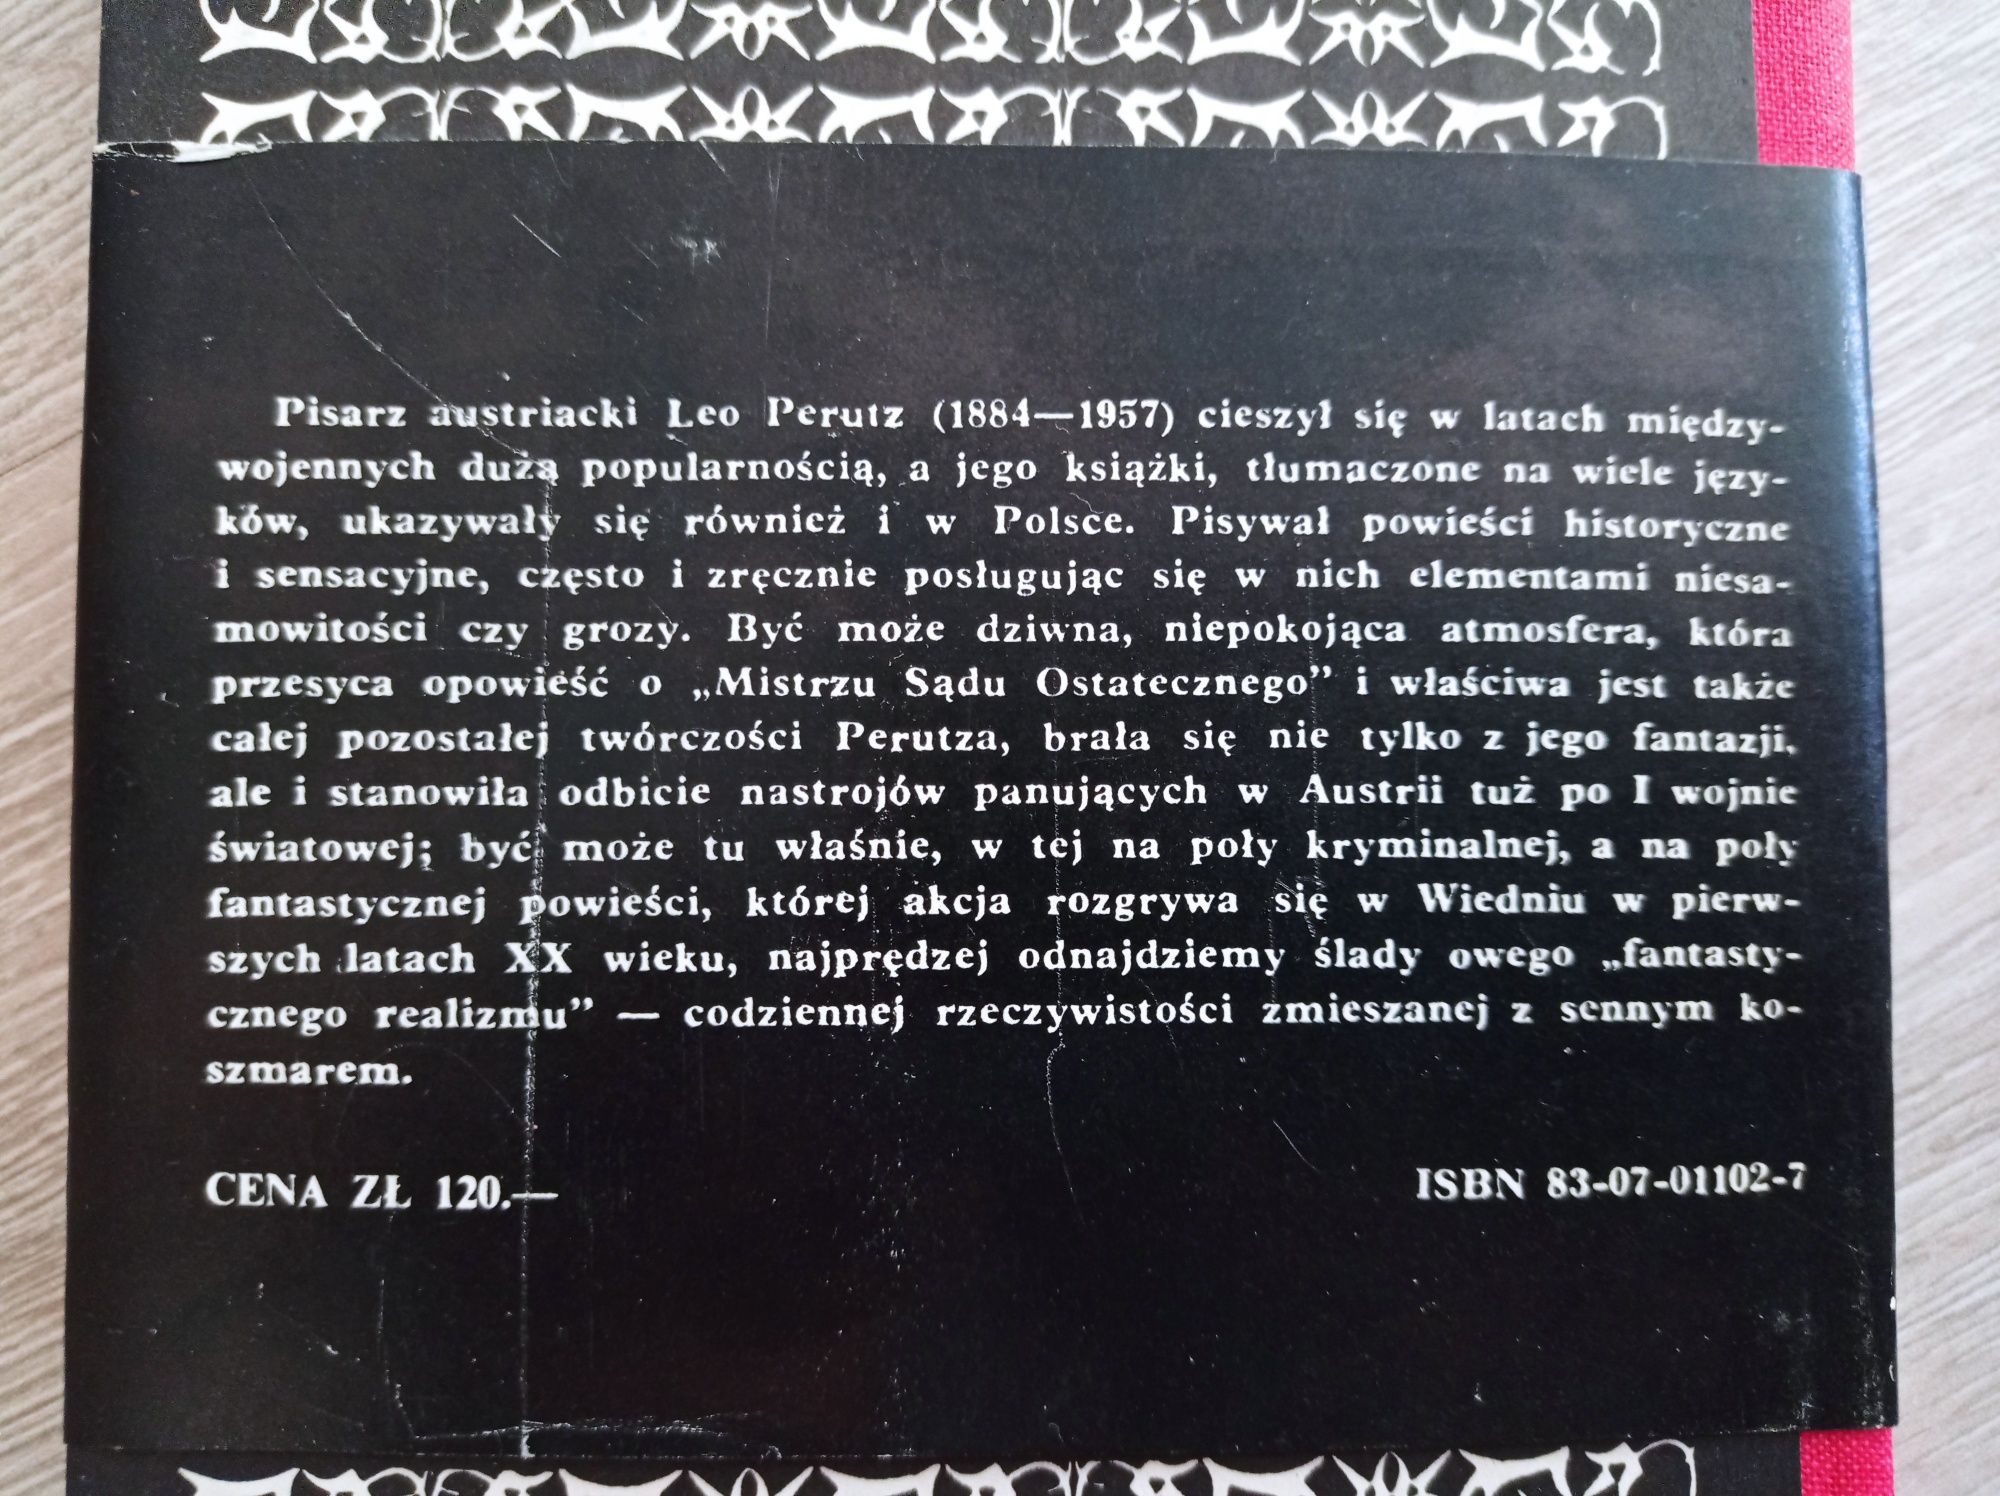 Pisarz austriacki Leo Perutz (1884—1957) cieszył się w latach między-
wojennych dużą popularnością, a jego książki, tłumaczone na wiele języ-
ków, ukazywały się również i w Polsce. Pisywał powieści historyczne
i sensacyjne, często i zręcznie posługując się w nich elementami niesa-
mowitości czy grozy. Być może dziwna, niepokojąca atmosfera, która
przesyca opowieść o „Mistrzu Sądu Ostatecznego” i właściwa jest także
całej pozostałej twórczości Perutza, brała się nie tylko z jego fantazji,
ale i stanowiła odbicie nastrojów panujących w Austrii tuż po I wojnie
światowej; być może tu właśnie, w tej na poły kryminalnej, a na poły
fantastycznej powieści, której akcja rozgrywa się w Wiedniu w pierw-
szych latach XX wieku, najprędzej odnajdziemy ślady owego „fantasty-
cznego realizmu” — codziennej rzeczywistości zmieszanej z sennym ko-
szmarem.
CENA ZŁ 120.—
ISBN 83-07-01102-7